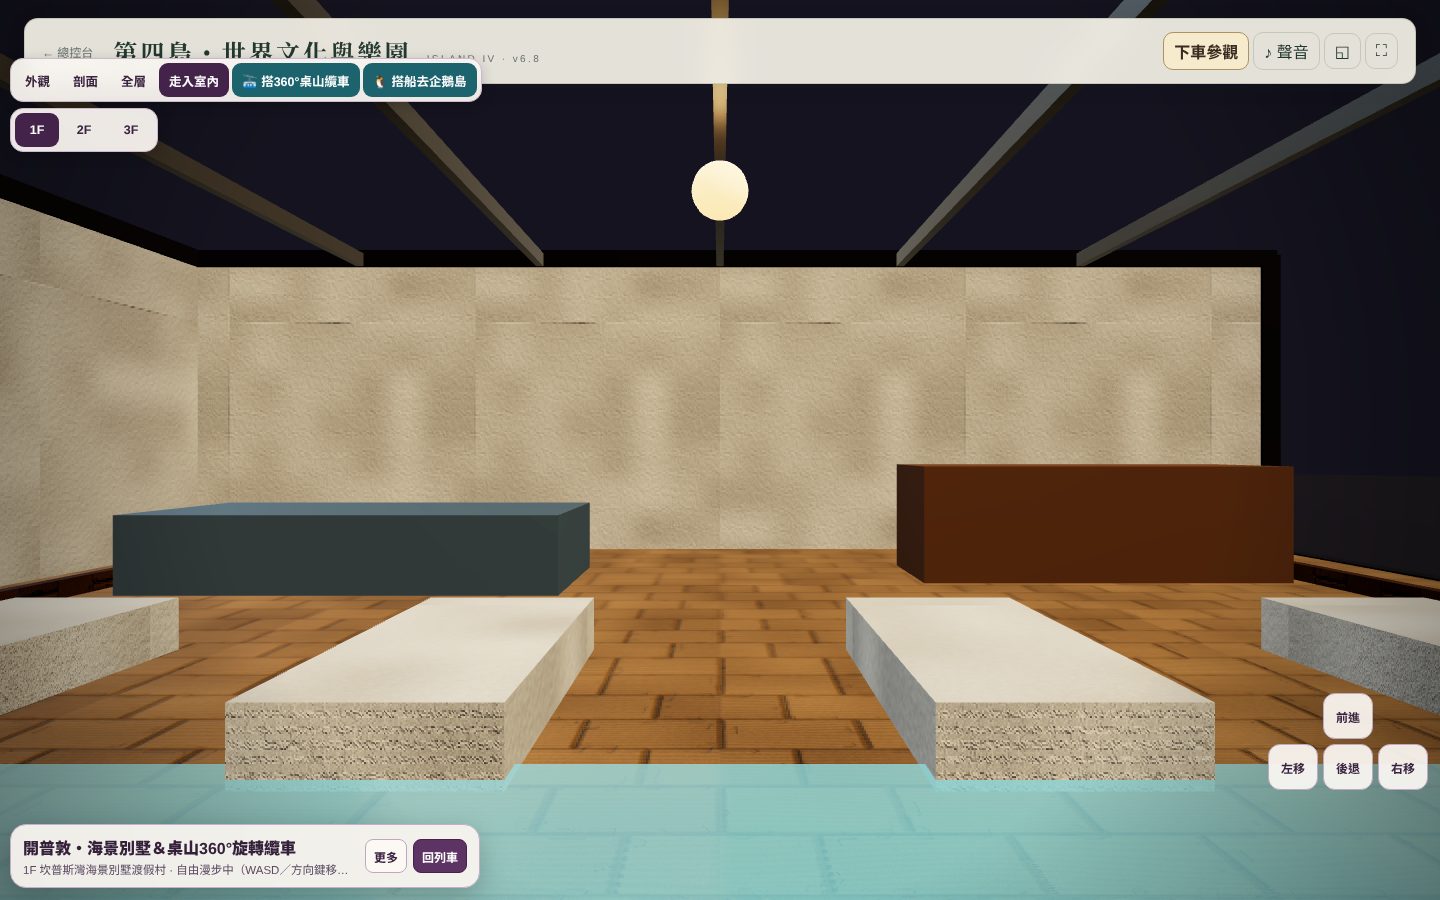 ← 總控台
第四島・世界文化與樂園
ISLAND IV · v6.8
下車參觀
♪ 聲音
外觀
剖面
全層
走入室內
🚠 搭360°桌山纜車
🐧 搭船去企鵝島
1F
2F
3F
前進
左移
後退
右移
開普敦・海景別墅＆桌山360°旋轉纜車
1F 坎普斯灣海景別墅渡假村 · 自由漫步中（WASD／方向鍵移…
更多
回列車